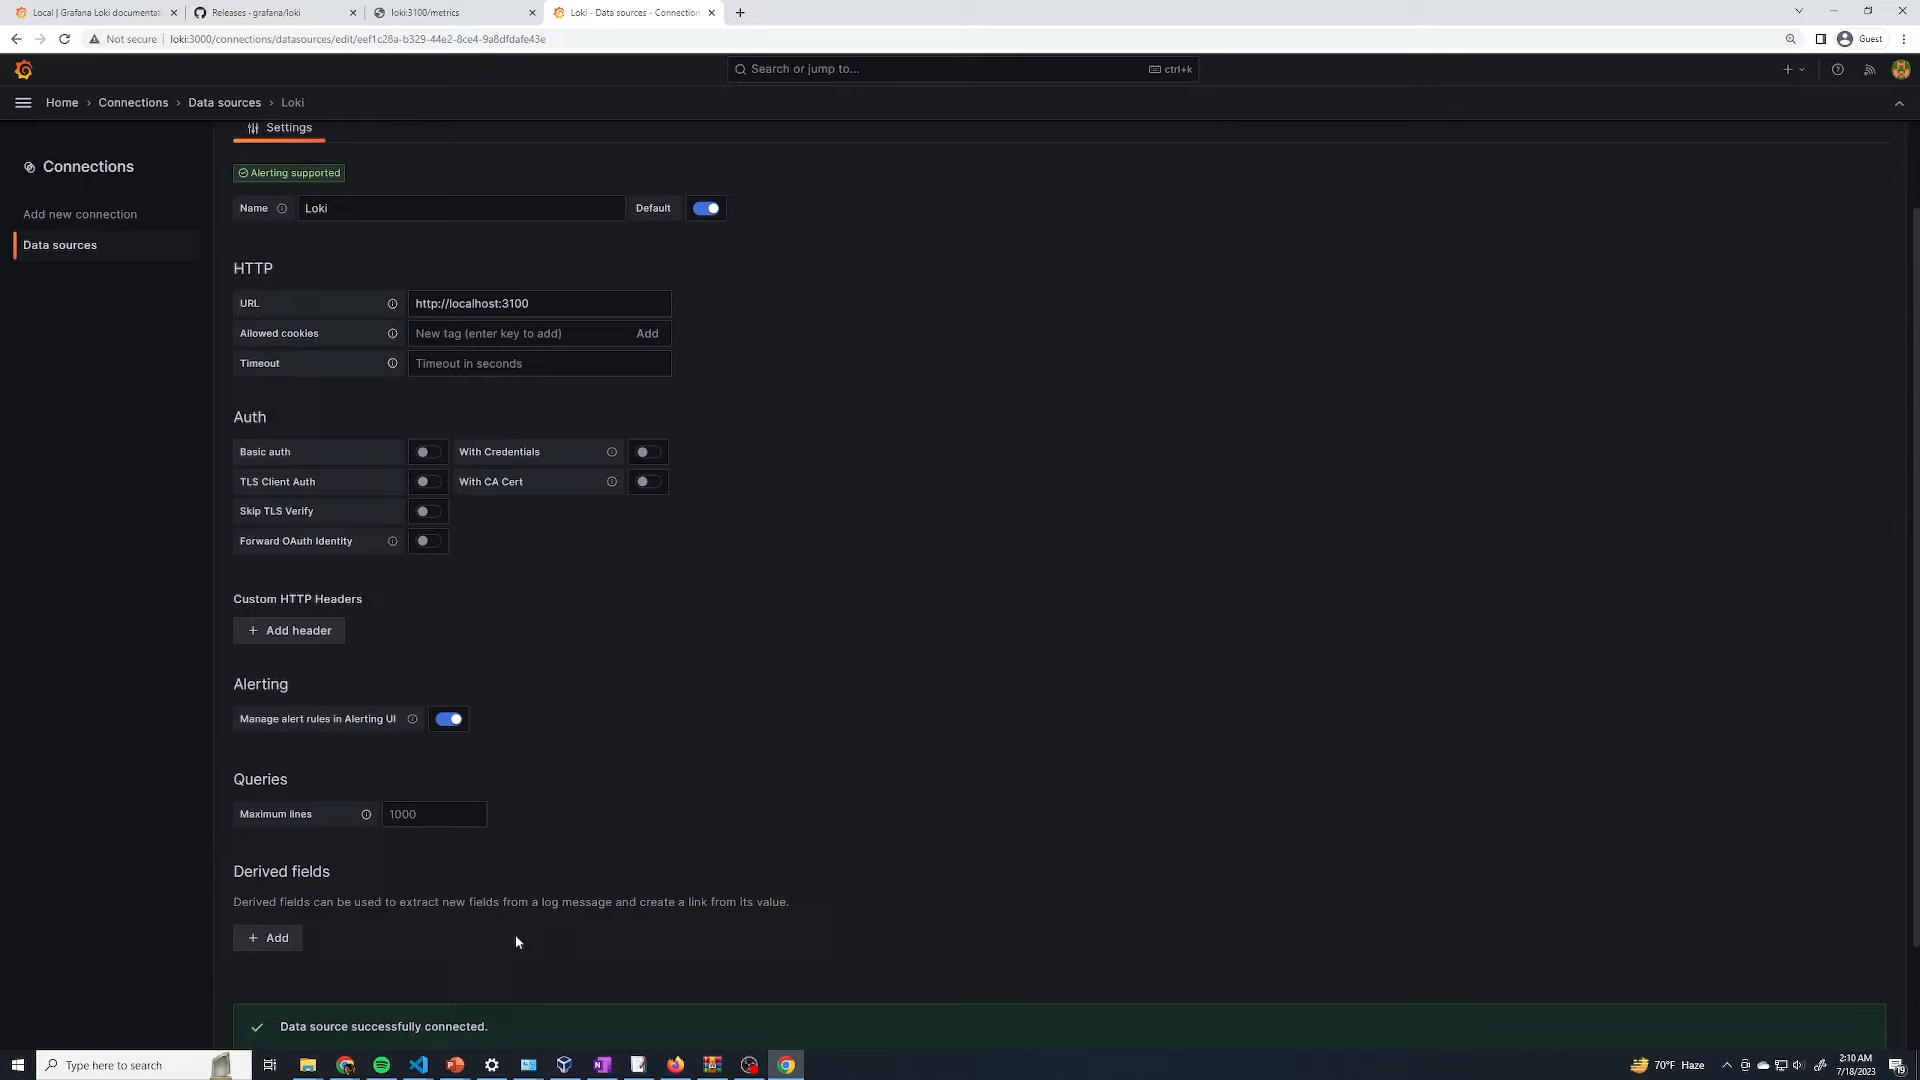 Local | Grafana Loki documentati
Releases · grafana/loki
loki:3100/metrics
Loki - Data sources - Connection
Not secure
loki:3000/connections/datasources/edit/eef1c28a-b329-44e2-8ce4-9a8dfdafe43e
Guest
Search or jump to...
ctrl+k
Home › Connections › Data sources › Loki
Settings
Connections
Add new connection
Data sources
Alerting supported
Name
Loki
Default
HTTP
URL
http://localhost:3100
Allowed cookies
New tag (enter key to add)
Add
Timeout
Timeout in seconds
Auth
Basic auth
With Credentials
TLS Client Auth
With CA Cert
Skip TLS Verify
Forward OAuth Identity
Custom HTTP Headers
+ Add header
Alerting
Manage alert rules in Alerting UI
Queries
Maximum lines
1000
Derived fields
Derived fields can be used to extract new fields from a log message and create a link from its value.
+ Add
Data source successfully connected.
Type here to search
70°F Haze
2:10 AM
7/18/2023
19